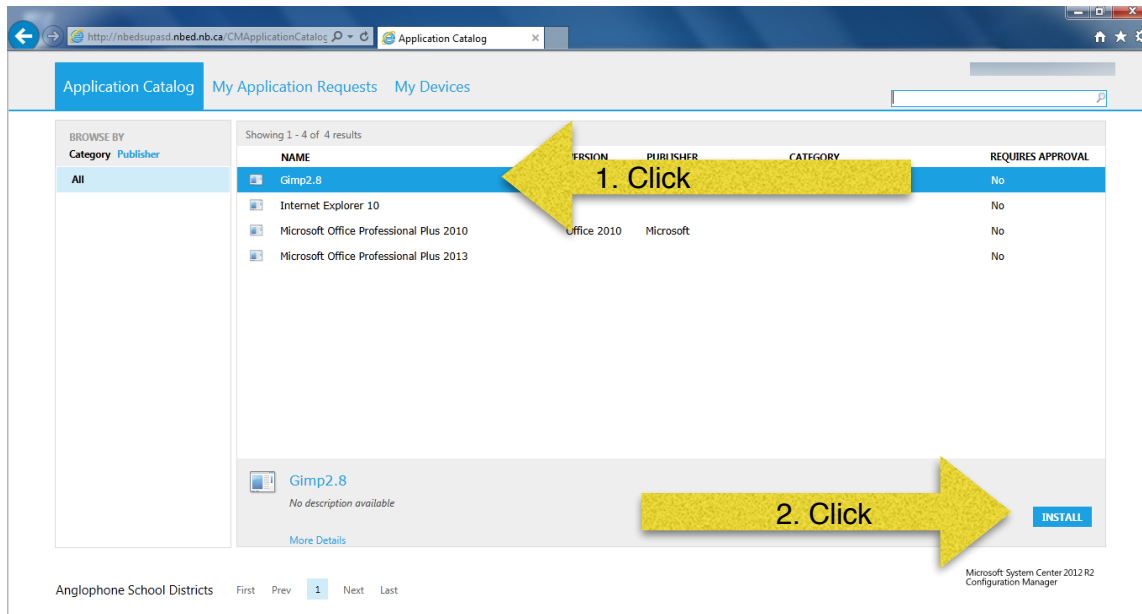 http://nbedsupasd.nbed.nb.ca/CMApplicationCatalog
Application Catalog
Application Catalog My Application Requests My Devices
BROWSE BY
Category Publisher
All
Showing 1 - 4 of 4 results
NAME VERSION PUBLISHER CATEGORY REQUIRES APPROVAL
Gimp2.8 No
1. Click
Internet Explorer 10 No
Microsoft Office Professional Plus 2010 Office 2010 Microsoft No
Microsoft Office Professional Plus 2013 No
Gimp2.8
No description available
More Details
2. Click
INSTALL
Anglophone School Districts First Prev 1 Next Last
Microsoft System Center 2012 R2
Configuration Manager